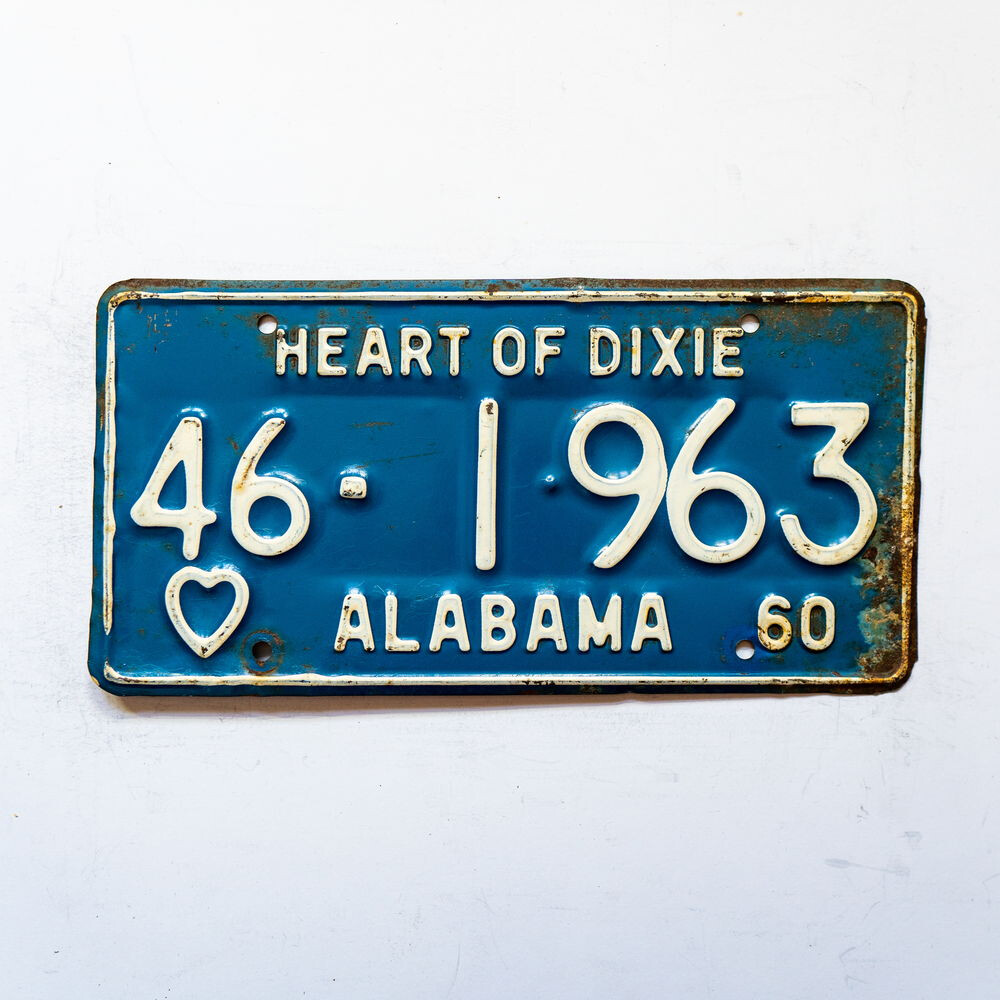 HEART OF DIXIE
46·1963
ALABAMA 60